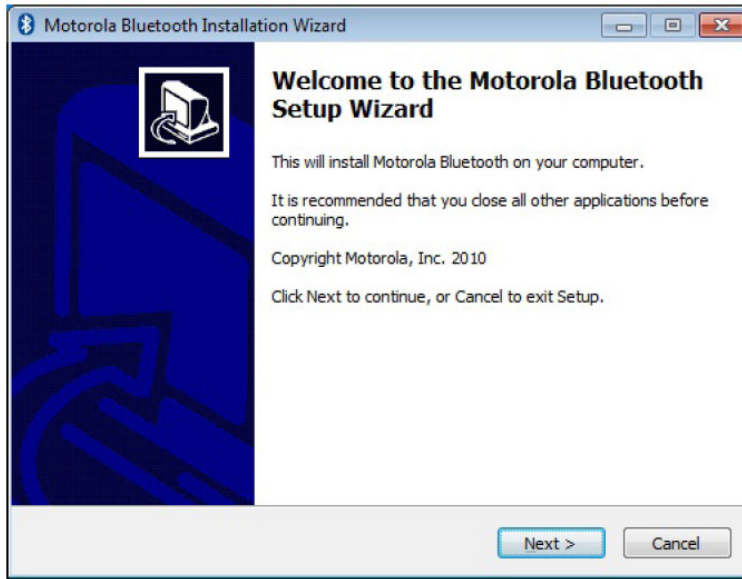 Motorola Bluetooth Installation Wizard
Welcome to the Motorola Bluetooth
Setup Wizard
This will install Motorola Bluetooth on your computer.
It is recommended that you close all other applications before
continuing.
Copyright Motorola, Inc. 2010
Click Next to continue, or Cancel to exit Setup.
Next >
Cancel